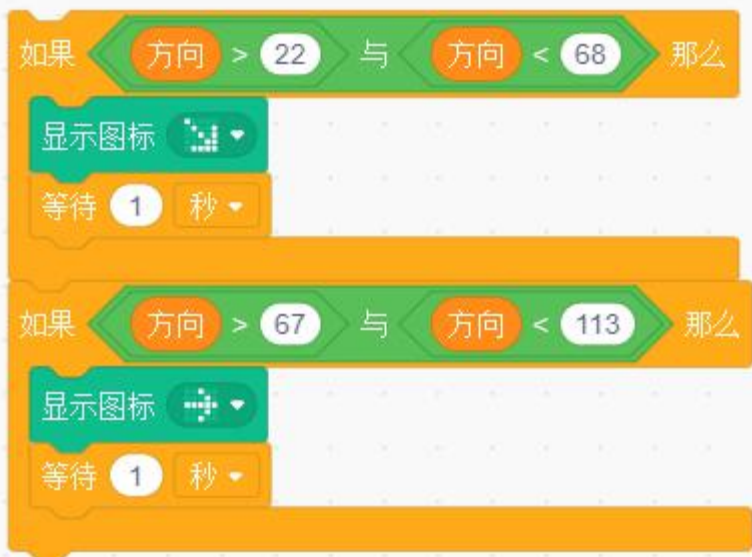 如果 方向 > 22 与 方向 < 68 那么
显示图标
等待 1 秒
如果 方向 > 67 与 方向 < 113 那么
显示图标
等待 1 秒